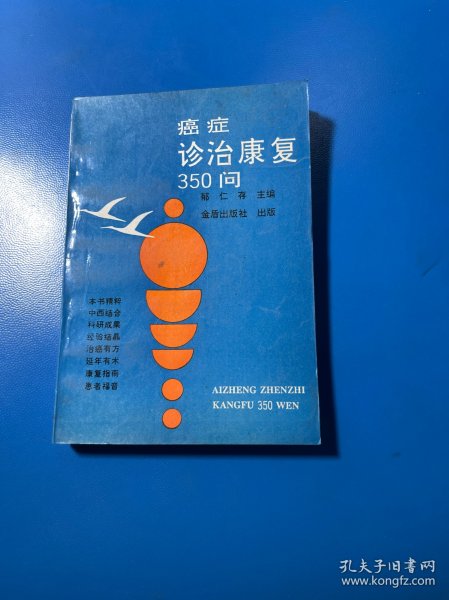 癌症
诊治康复
350问
郁仁存 主编
金盾出版社 出版
本书精粹
中西结合
科研成果
经验结晶
治癌有方
延年有术
康复指南
患者福音
AIZHENG ZHENZHI
KANGFU 350 WEN
孔夫子旧书网
www.kongfz.com